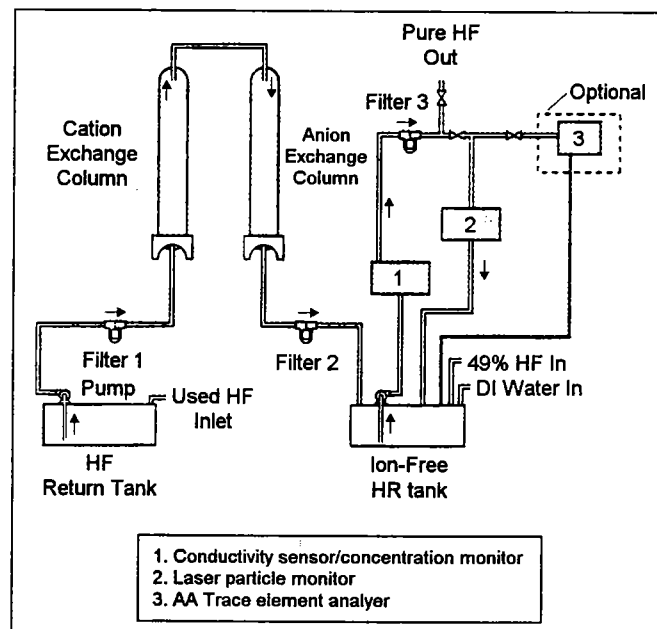 Pure HF
Out
Filter 3
Optional
3
Cation
Exchange
Column
Anion
Exchange
Column
2
1
Filter 1
Filter 2
Pump
Used HF
Inlet
49% HF In
DI Water In
HF
Return Tank
Ion-Free
HR tank
1. Conductivity sensor/concentration monitor
2. Laser particle monitor
3. AA Trace element analyer